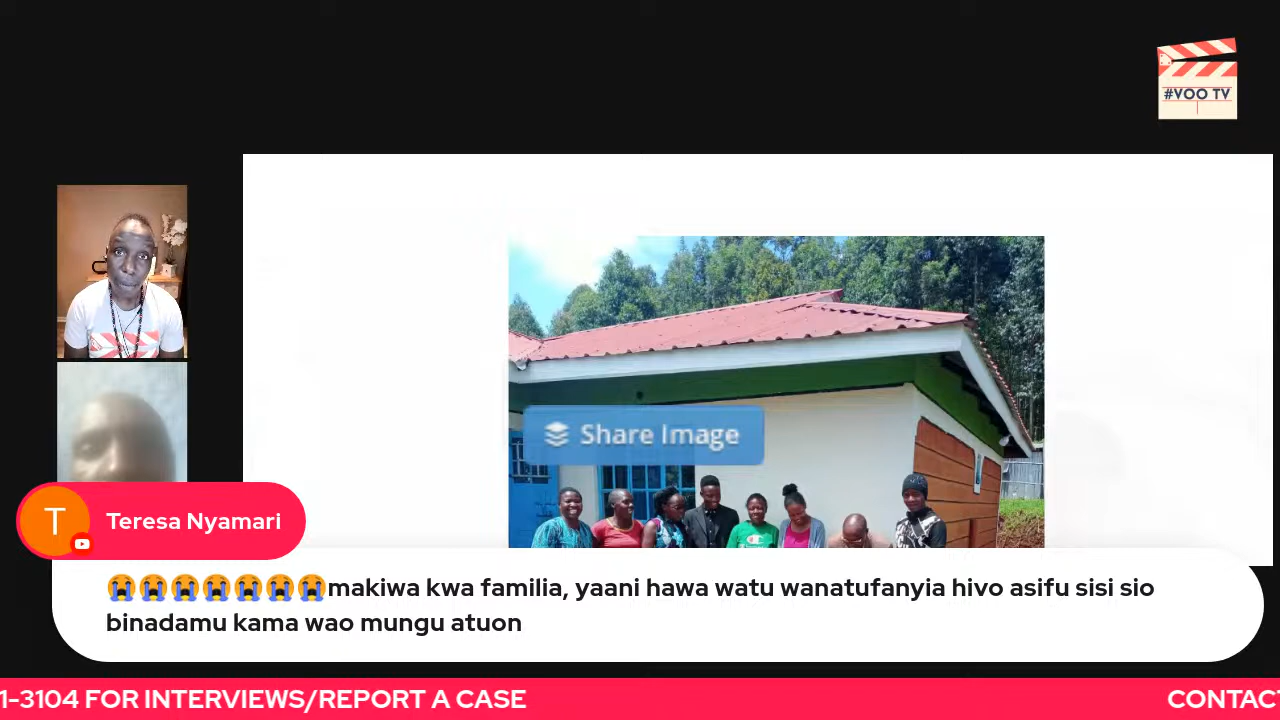 #VOO TV
Share Image
T
Teresa Nyamari
😭😭😭😭😭😭😭makiwa kwa familia, yaani hawa watu wanatufanyia hivo asifu sisi sio
binadamu kama wao mungu atuon
1-3104 FOR INTERVIEWS/REPORT A CASE
CONTAC